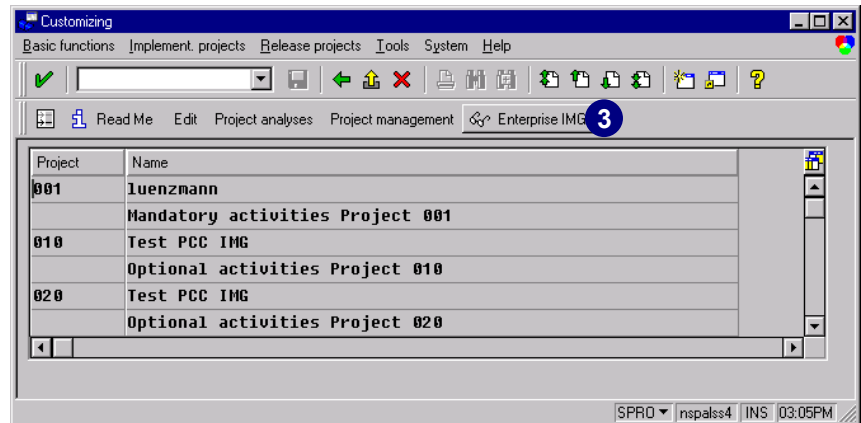 Customizing
Basic functions Implement. projects Release projects Tools System Help
Read Me Edit Project analyses Project management Enterprise IMG 3
Project Name
001 luenzmann
Mandatory activities Project 001
010 Test PCC IMG
Optional activities Project 010
020 Test PCC IMG
Optional activities Project 020
SPRO nspalss4 INS 03:05PM